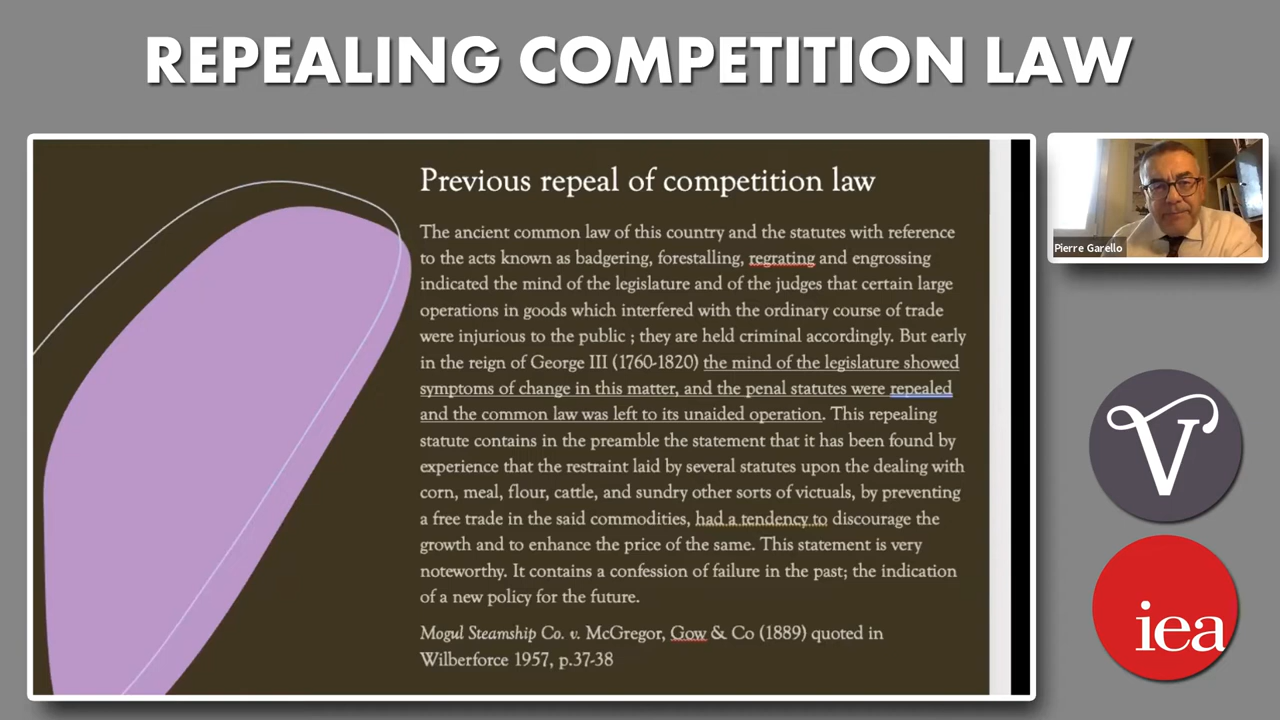 REPEALING COMPETITION LAW
Previous repeal of competition law
The ancient common law of this country and the statutes with reference
to the acts known as badgering, forestalling, regrating and engrossing
indicated the mind of the legislature and of the judges that certain large
operations in goods which interfered with the ordinary course of trade
were injurious to the public ; they are held criminal accordingly. But early
in the reign of George III (1760-1820) the mind of the legislature showed
symptoms of change in this matter, and the penal statutes were repealed
and the common law was left to its unaided operation. This repealing
statute contains in the preamble the statement that it has been found by
experience that the restraint laid by several statutes upon the dealing with
corn, meal, flour, cattle, and sundry other sorts of victuals, by preventing
a free trade in the said commodities, had a tendency to discourage the
growth and to enhance the price of the same. This statement is very
noteworthy. It contains a confession of failure in the past; the indication
of a new policy for the future.
Mogul Steamship Co. v. McGregor, Gow & Co (1889) quoted in
Wilberforce 1957, p.37-38
Pierre Garello
V
iea